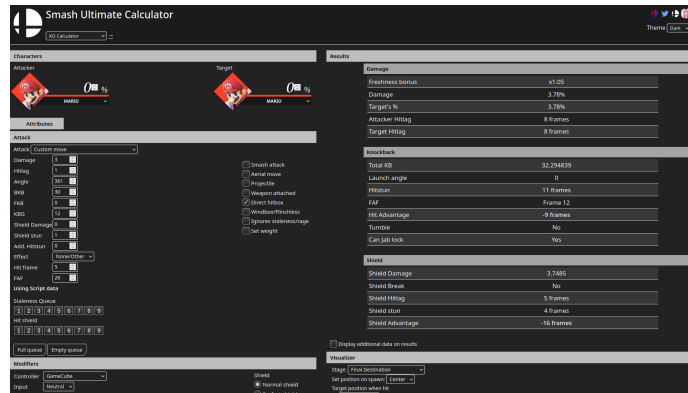 Smash Ultimate Calculator
KO Calculator
Theme Dark
Characters
Attacker
Target
0 %
MARIO
0 %
MARIO
Attributes
Attack
Attack Custom move
Damage 3
Hitlag 1
Angle 361
BKB 30
FKB 0
KBG 12
Shield Damage 0
Shield stun 1
Add. Hitstun 0
Effect None/Other
Hit frame 5
FAF 26
Smash attack
Aerial move
Projectile
Weapon attached
Direct hitbox
Windbox/Flinchless
Ignores staleness/rage
Set weight
Using Script data
Staleness Queue
1 2 3 4 5 6 7 8 9
Hit shield
1 2 3 4 5 6 7 8 9
Full queue Empty queue
Modifiers
Controller GameCube
Input Neutral
Shield
Normal shield
Results
Damage
Freshness bonus x1.05
Damage 3.78%
Target's % 3.78%
Attacker Hitlag 8 frames
Target Hitlag 8 frames
Knockback
Total KB 32.294839
Launch angle 0
Hitstun 11 frames
FAF Frame 12
Hit Advantage -9 frames
Tumble No
Can Jab lock Yes
Shield
Shield Damage 3.7485
Shield Break No
Shield Hitlag 5 frames
Shield stun 4 frames
Shield Advantage -16 frames
Display additional data on results
Visualizer
Stage: Final Destination
Set position on spawn: Center
Target position when hit